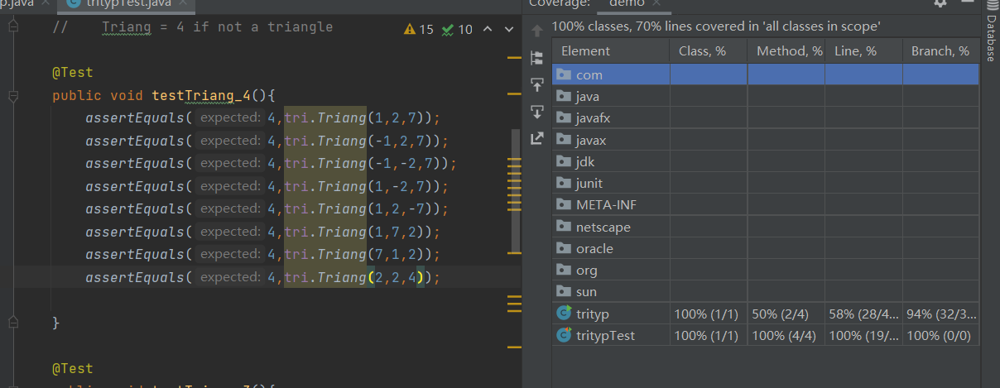 p.java × tritypTest.java ×
// Triang = 4 if not a triangle
15 10
@Test
public void testTriang_4(){
assertEquals( expected: 4,tri.Triang(1,2,7));
assertEquals( expected: 4,tri.Triang(-1,2,7));
assertEquals( expected: 4,tri.Triang(-1,-2,7));
assertEquals( expected: 4,tri.Triang(1,-2,7));
assertEquals( expected: 4,tri.Triang(1,2,-7));
assertEquals( expected: 4,tri.Triang(1,7,2));
assertEquals( expected: 4,tri.Triang(7,1,2));
assertEquals( expected: 4,tri.Triang(2,2,4));
}
@Test
Coverage: demo ×
100% classes, 70% lines covered in 'all classes in scope'
Element Class, % Method, % Line, % Branch, %
com
java
javafx
javax
jdk
junit
META-INF
netscape
oracle
org
sun
trityp 100% (1/1) 50% (2/4) 58% (28/4... 94% (32/3...
tritypTest 100% (1/1) 100% (4/4) 100% (19/... 100% (0/0)
Database